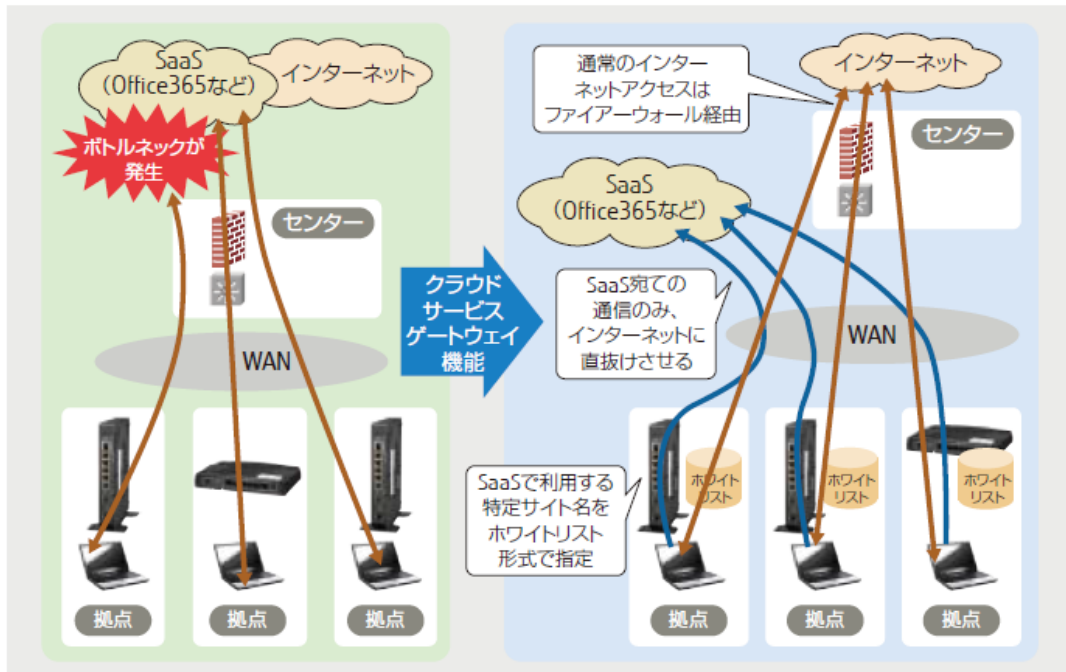 SaaS
（Office365など）
インターネット
ボトルネックが
発生
センター
WAN
拠点
拠点
拠点
クラウド
サービス
ゲートウェイ
機能
通常のインター
ネットアクセスは
ファイアーウォール経由
インターネット
センター
SaaS
（Office365など）
SaaS宛ての
通信のみ、
インターネットに
直抜けさせる
WAN
SaaSで利用する
特定サイト名を
ホワイトリスト
形式で指定
ホワイト
リスト
ホワイト
リスト
ホワイト
リスト
拠点
拠点
拠点